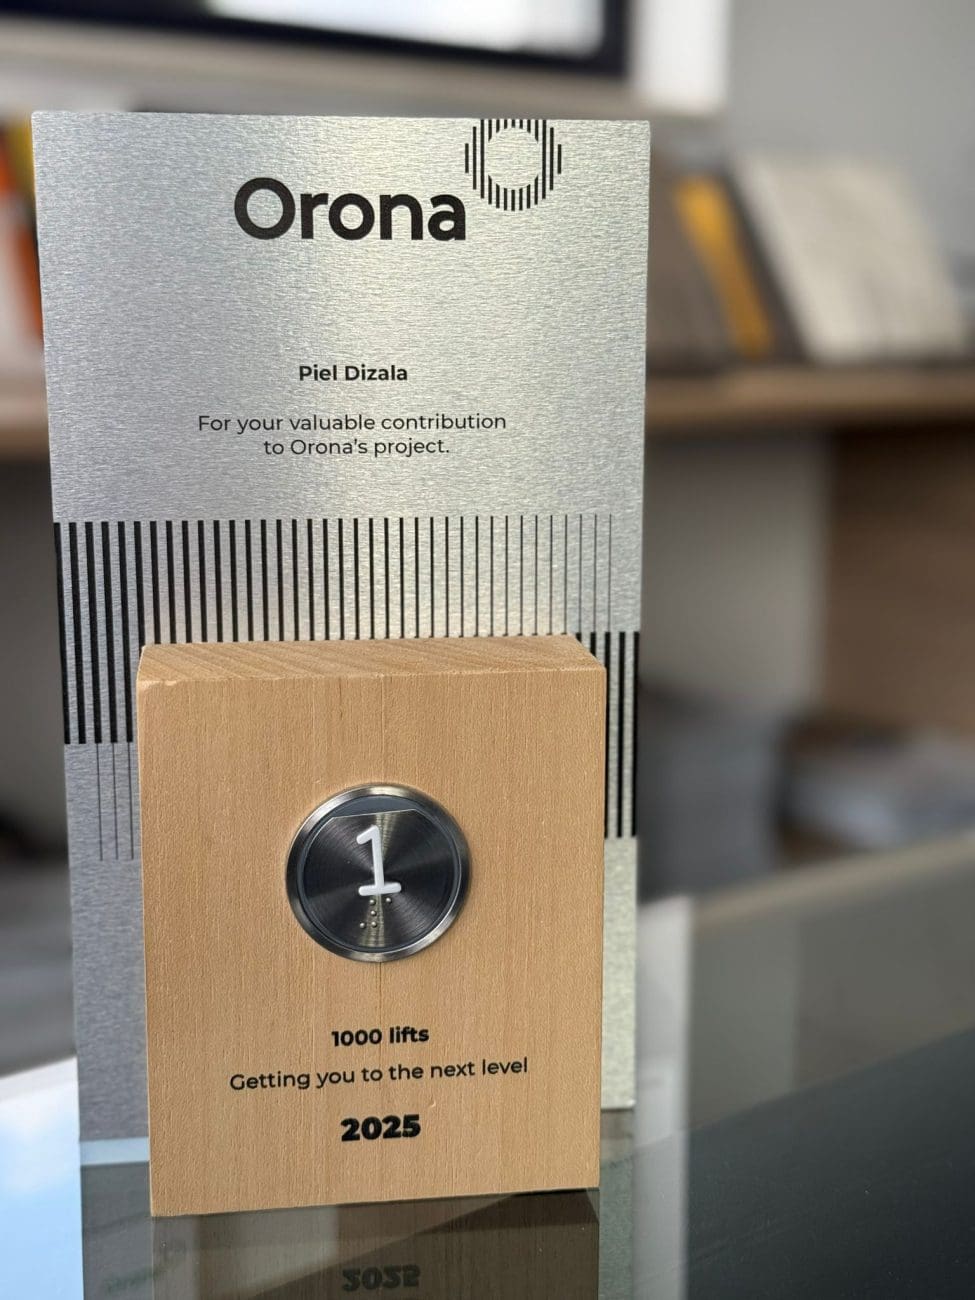 Orona
Piel Dizala
For your valuable contribution
to Orona's project.
1
1000 lifts
Getting you to the next level
2025